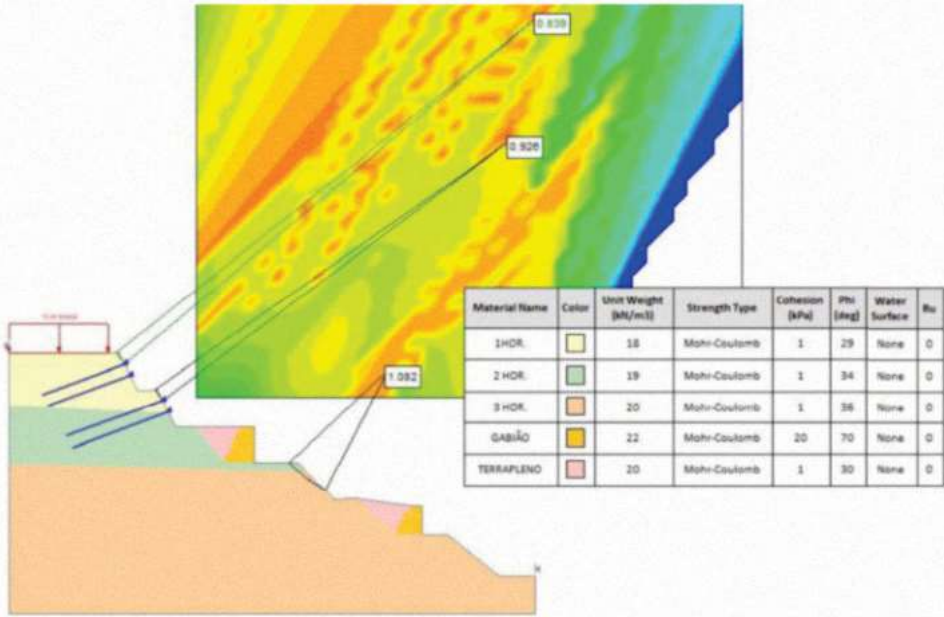 0.839
0.926
1.082
Material Name Color Unit Weight (kN/m3) Strength Type Cohesion (kPa) Phi (deg) Water Surface Ru
1HOR. 18 Mohr-Coulomb 1 29 None 0
2 HOR. 19 Mohr-Coulomb 1 34 None 0
3 HOR. 20 Mohr-Coulomb 1 36 None 0
GABIÃO 22 Mohr-Coulomb 20 70 None 0
TERRAPLENO 20 Mohr-Coulomb 1 30 None 0